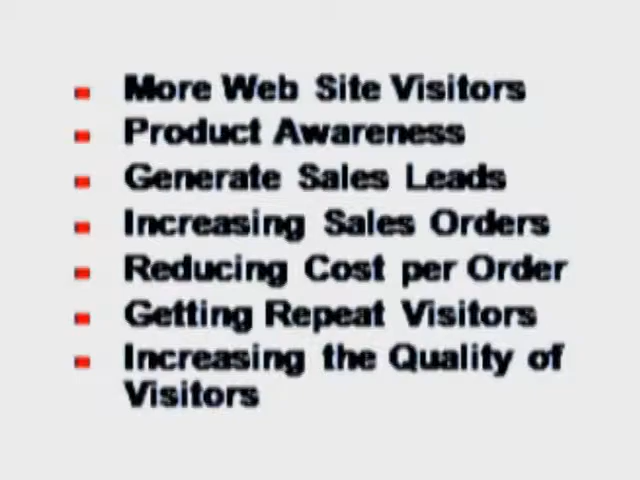 More Web Site Visitors
Product Awareness
Generate Sales Leads
Increasing Sales Orders
Reducing Cost per Order
Getting Repeat Visitors
Increasing the Quality of
Visitors